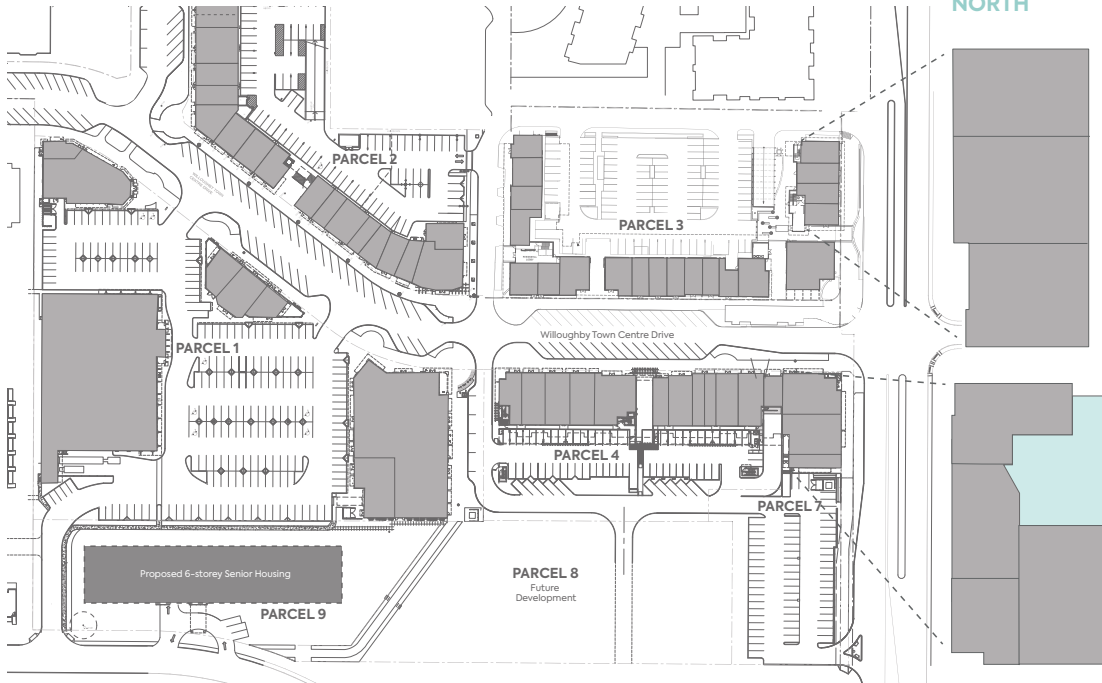 NORTH
PARCEL 2
PARCEL 3
Willoughby Town Centre Drive
PARCEL 1
PARCEL 4
PARCEL 7
Proposed 6-storey Senior Housing
PARCEL 8
Future
Development
PARCEL 9